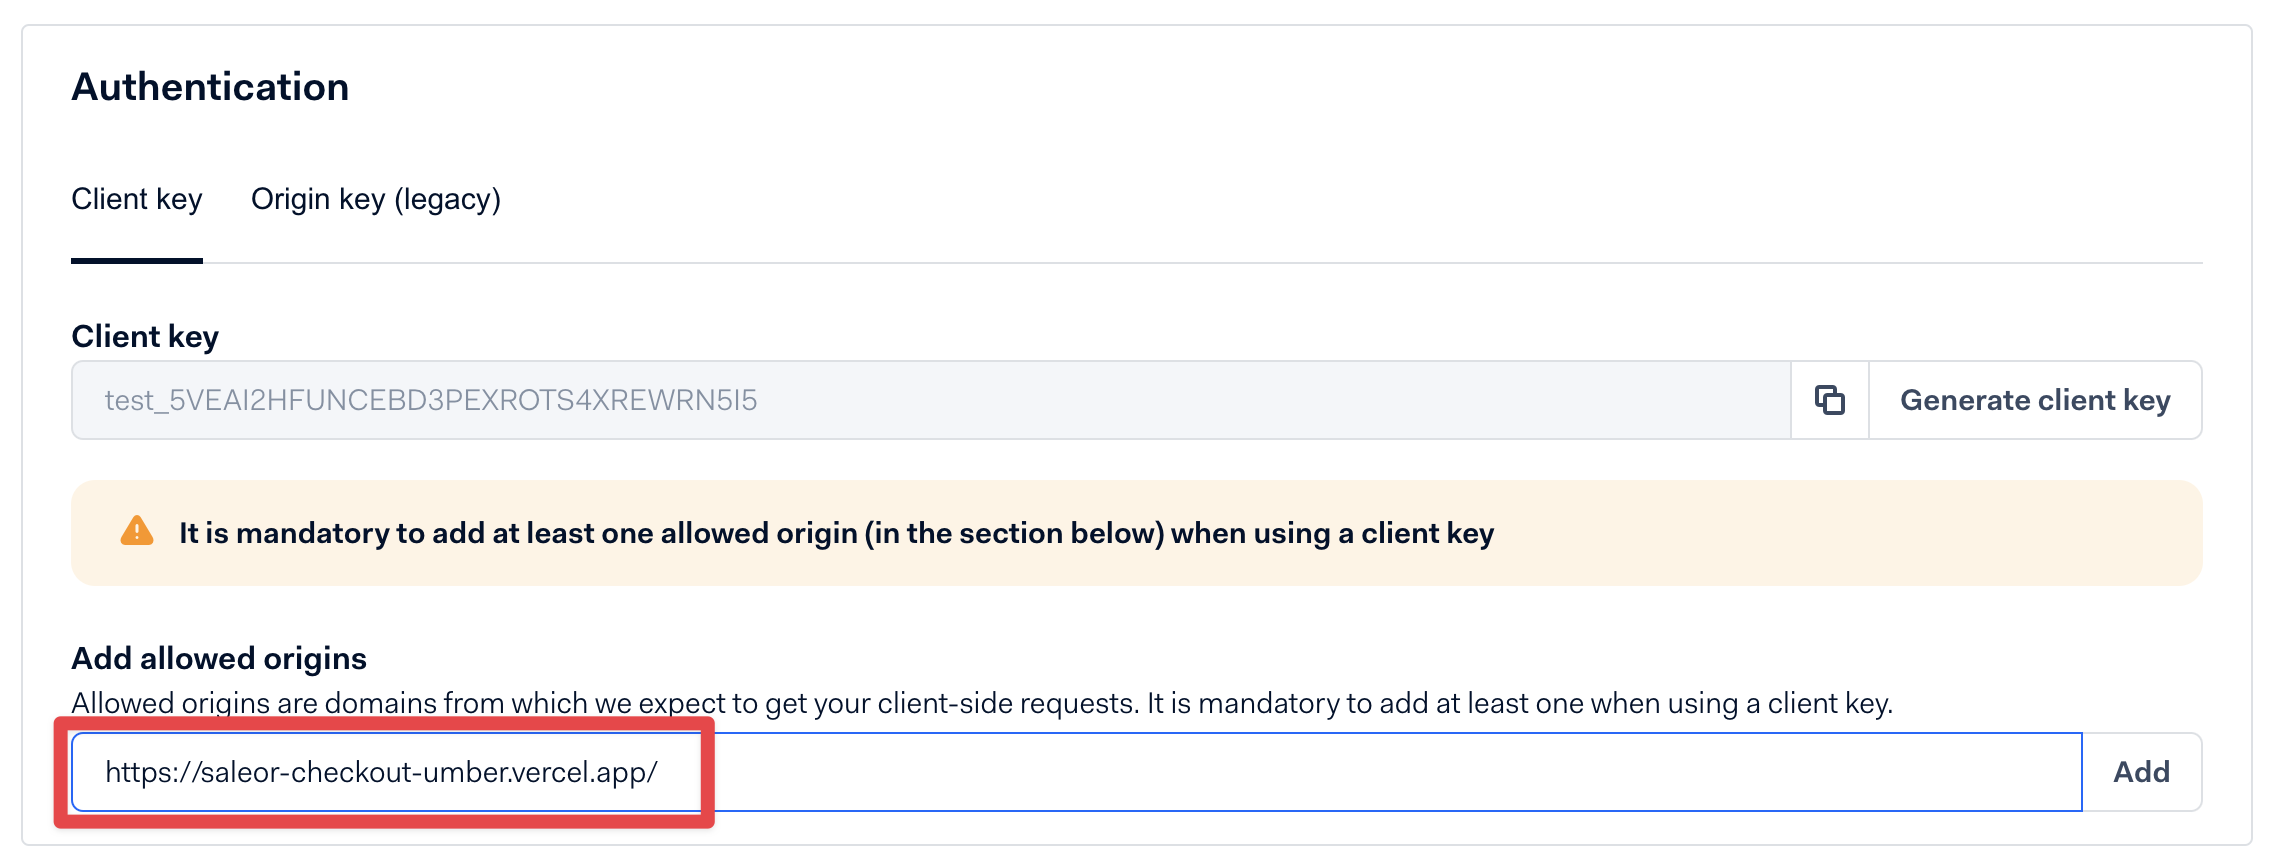 Authentication
Client key Origin key (legacy)
Client key
test_5VEAI2HFUNCEBD3PEXROTS4XREWRN5I5 Generate client key
It is mandatory to add at least one allowed origin (in the section below) when using a client key
Add allowed origins
Allowed origins are domains from which we expect to get your client-side requests. It is mandatory to add at least one when using a client key.
https://saleor-checkout-umber.vercel.app/ Add